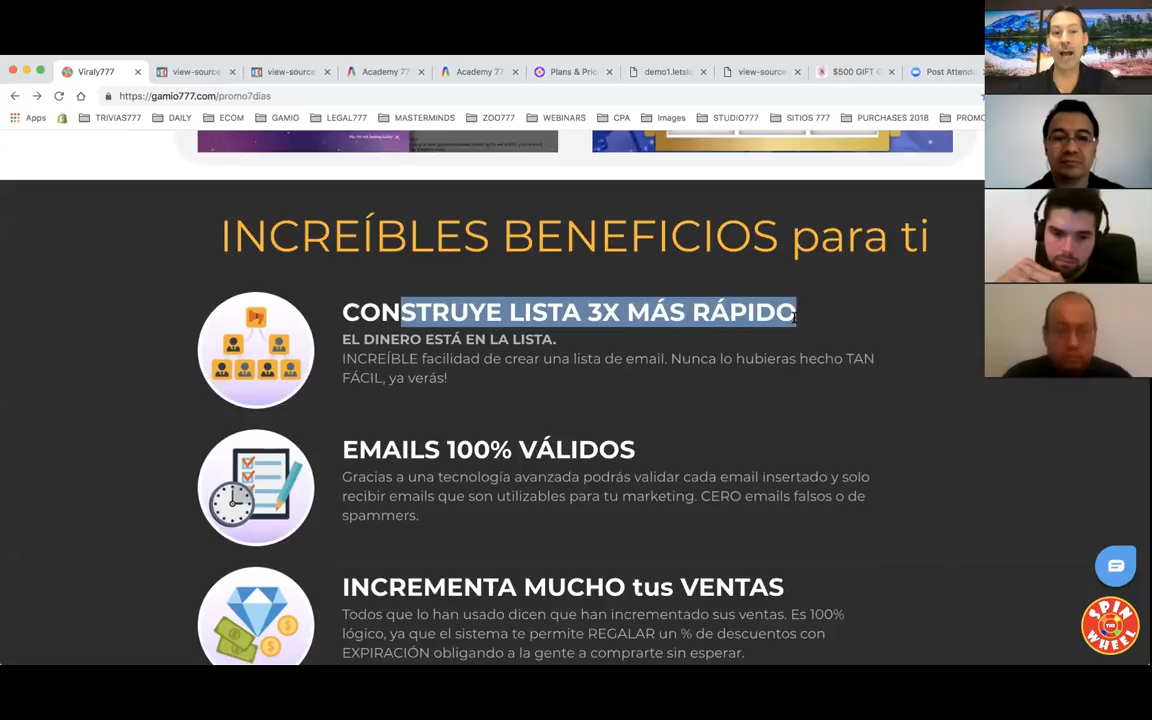 Viraly777
view-source
view-source
Academy 77
Academy 77
Plans & Pric
demo1.letsle
view-source
$500 GIFT C
Post Attend
https://gamio777.com/promo7dias
Apps
TRIVIAS777
DAILY
ECOM
GAMIO
LEGAL777
MASTERMINDS
ZOO777
WEBINARS
CPA
Images
STUDIO777
SITIOS 777
PURCHASES 2018
PROMO
INCREÍBLES BENEFICIOS para ti
CONSTRUYE LISTA 3X MÁS RÁPIDO
EL DINERO ESTÁ EN LA LISTA.
INCREÍBLE facilidad de crear una lista de email. Nunca lo hubieras hecho TAN
FÁCIL, ya verás!
EMAILS 100% VÁLIDOS
Gracias a una tecnología avanzada podrás validar cada email insertado y solo
recibir emails que son utilizables para tu marketing. CERO emails falsos o de
spammers.
INCREMENTA MUCHO tus VENTAS
Todos que lo han usado dicen que han incrementado sus ventas. Es 100%
lógico, ya que el sistema te permite REGALAR un % de descuentos con
EXPIRACIÓN obligando a la gente a comprarte sin esperar.
SPIN
THE
WHEEL